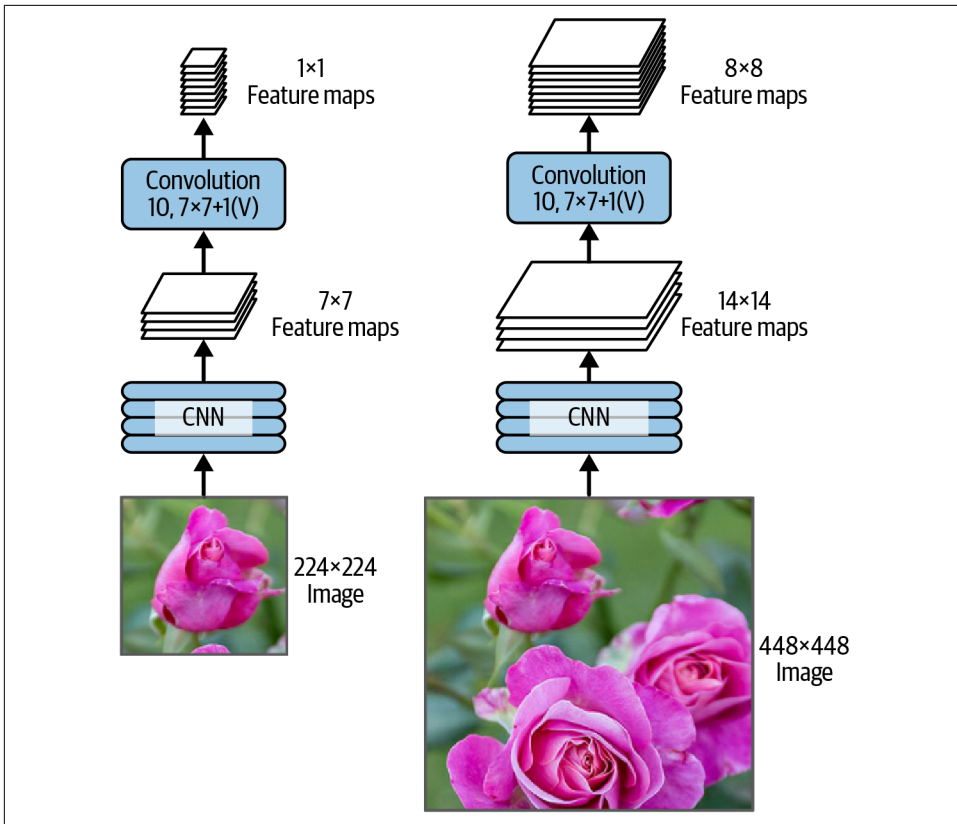 1×1
Feature maps
Convolution
10, 7×7+1(V)
7×7
Feature maps
CNN
224×224
Image
8×8
Feature maps
Convolution
10, 7×7+1(V)
14×14
Feature maps
CNN
448×448
Image